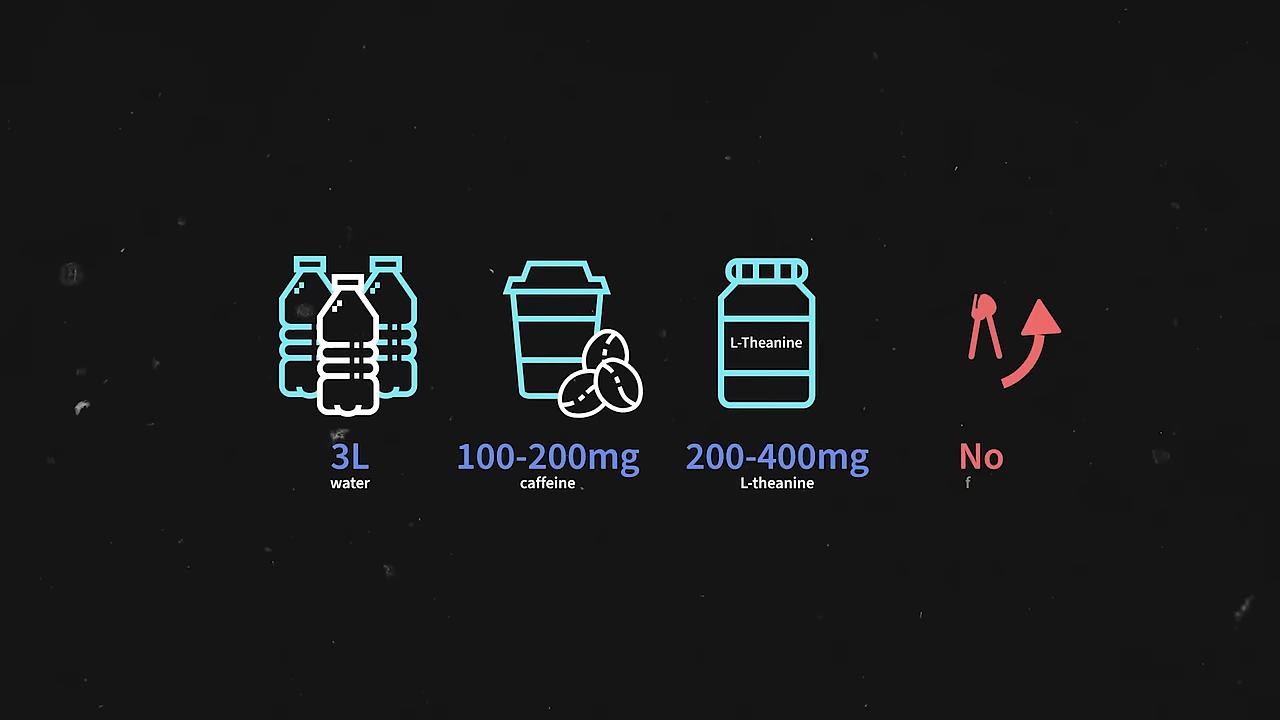 L-Theanine
3L
water
100-200mg
caffeine
200-400mg
L-theanine
No
f